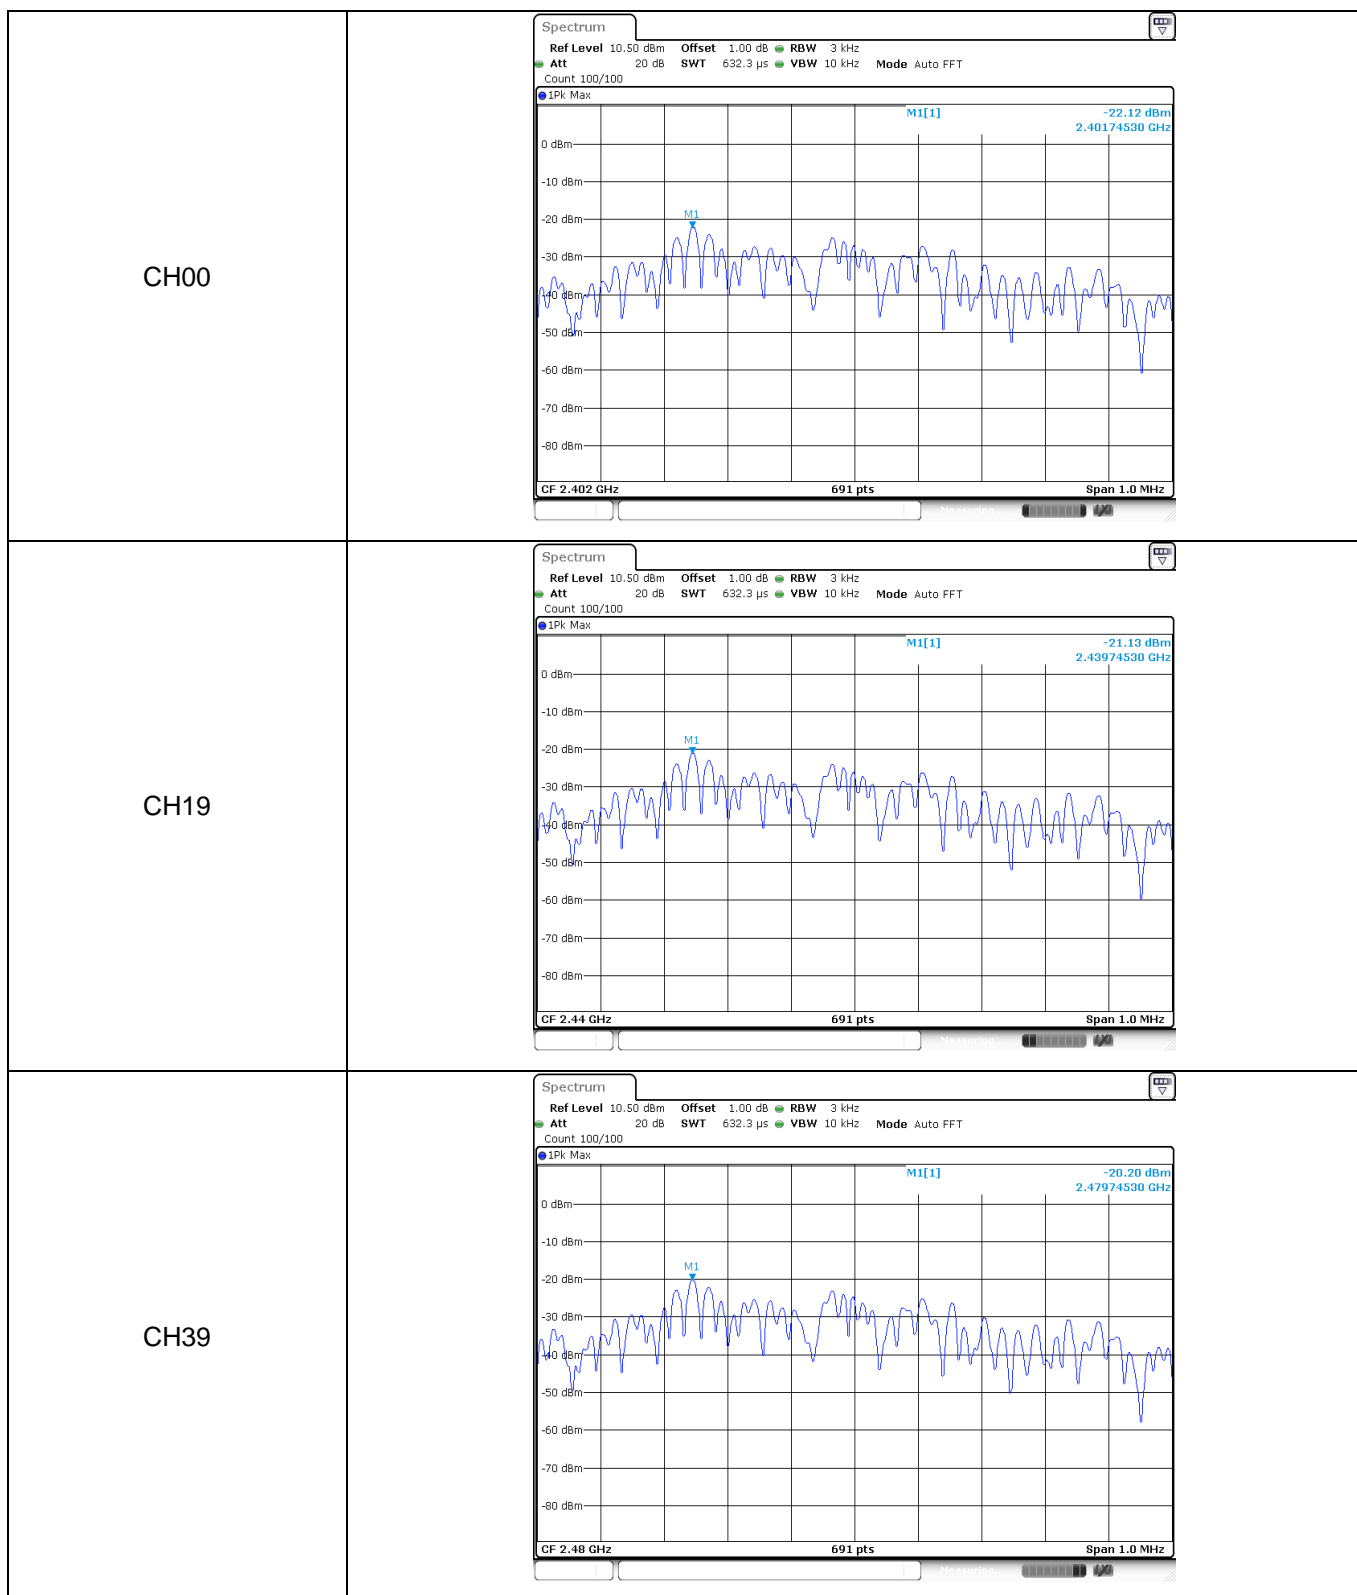 CH00
Spectrum
Ref Level 10.50 dBm Offset 1.00 dB RBW 3 kHz
Att 20 dB SWT 632.3 µs VBW 10 kHz Mode Auto FFT
Count 100/100
1Pk Max
M1[1] -22.12 dBm
2.40174530 GHz
0 dBm
-10 dBm
-20 dBm
M1
-30 dBm
-40 dBm
-50 dBm
-60 dBm
-70 dBm
-80 dBm
CF 2.402 GHz 691 pts Span 1.0 MHz
Measuring...
CH19
Spectrum
Ref Level 10.50 dBm Offset 1.00 dB RBW 3 kHz
Att 20 dB SWT 632.3 µs VBW 10 kHz Mode Auto FFT
Count 100/100
1Pk Max
M1[1] -21.13 dBm
2.43974530 GHz
0 dBm
-10 dBm
M1
-20 dBm
-30 dBm
-40 dBm
-50 dBm
-60 dBm
-70 dBm
-80 dBm
CF 2.44 GHz 691 pts Span 1.0 MHz
Measuring...
CH39
Spectrum
Ref Level 10.50 dBm Offset 1.00 dB RBW 3 kHz
Att 20 dB SWT 632.3 µs VBW 10 kHz Mode Auto FFT
Count 100/100
1Pk Max
M1[1] -20.20 dBm
2.47974530 GHz
0 dBm
-10 dBm
M1
-20 dBm
-30 dBm
-40 dBm
-50 dBm
-60 dBm
-70 dBm
-80 dBm
CF 2.48 GHz 691 pts Span 1.0 MHz
Measuring...